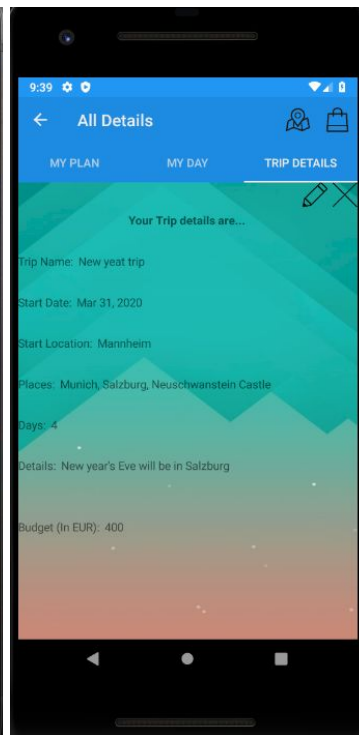 9:39
All Details
MY PLAN MY DAY TRIP DETAILS
Your Trip details are...
Trip Name: New yeat trip
Start Date: Mar 31, 2020
Start Location: Mannheim
Places: Munich, Salzburg, Neuschwanstein Castle
Days: 4
Details: New year's Eve will be in Salzburg
Budget (In EUR): 400